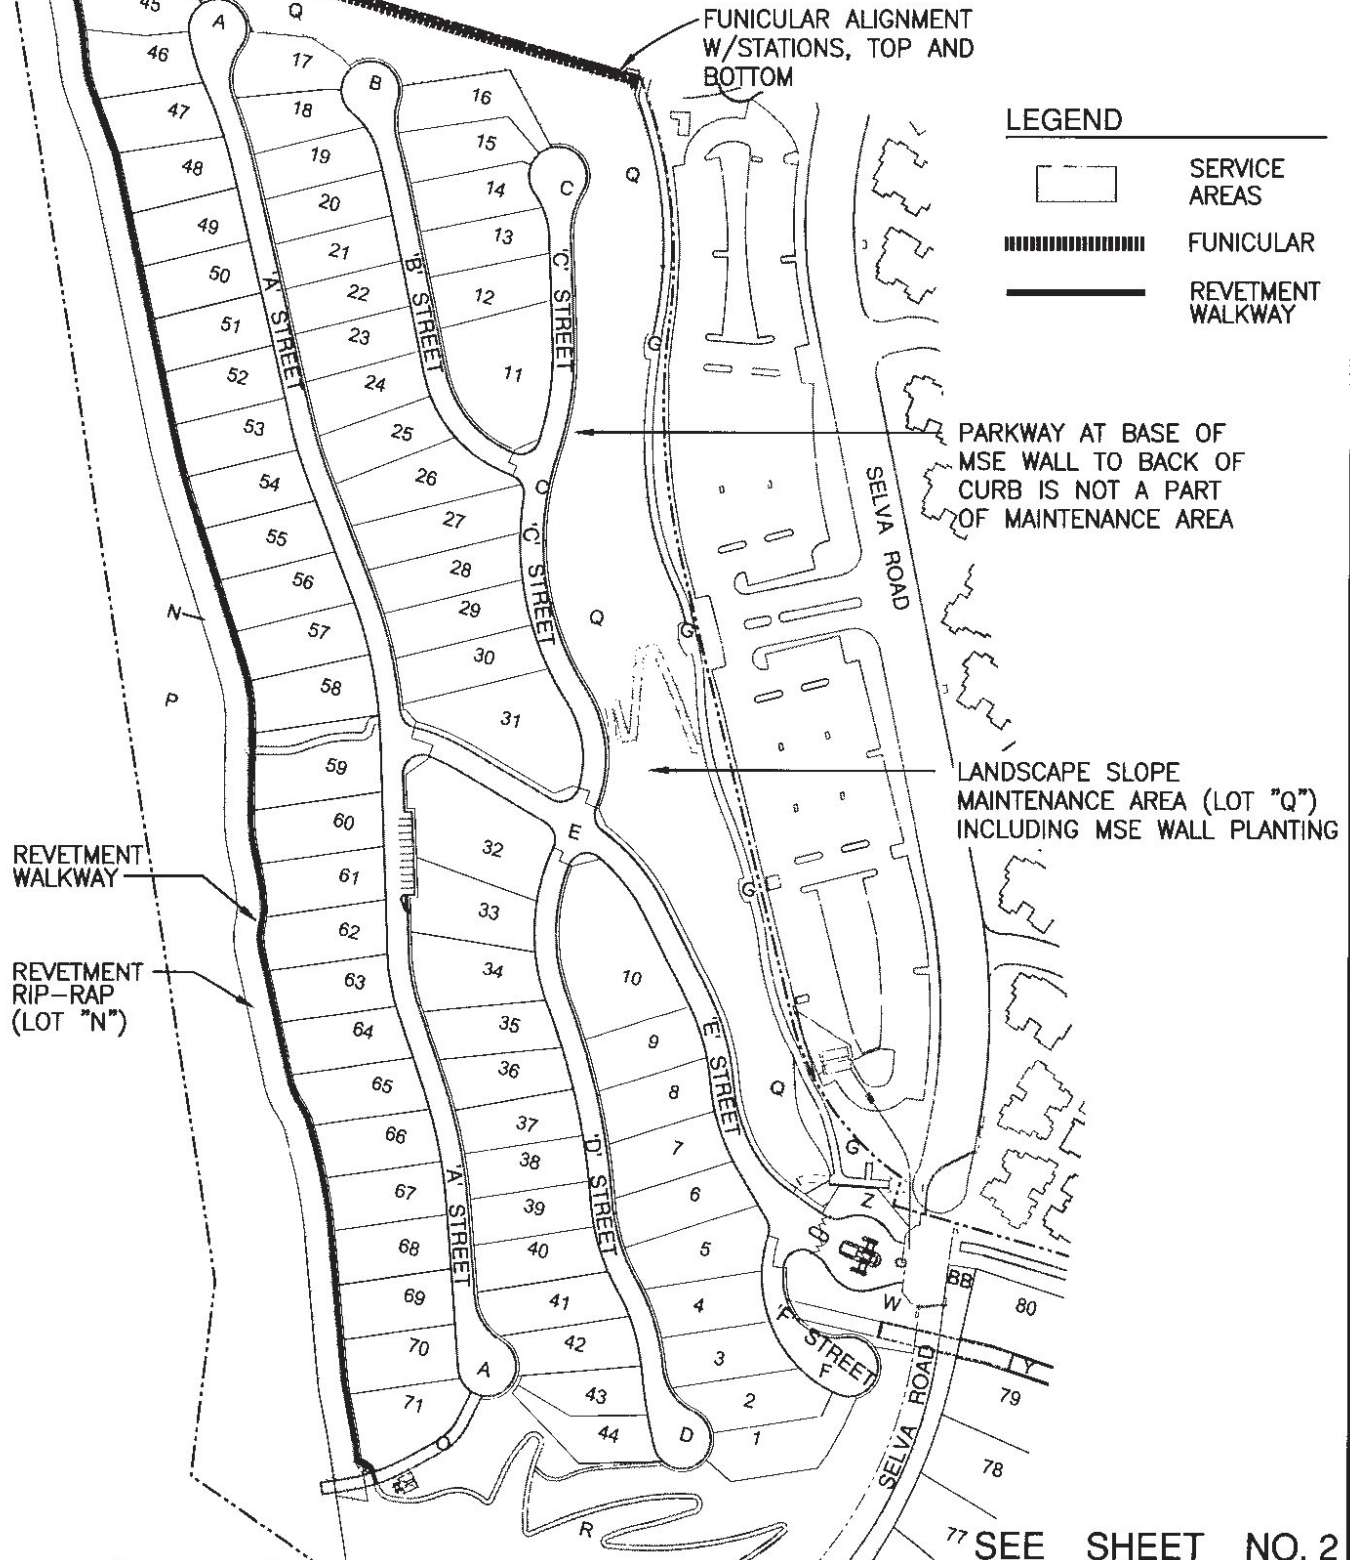 45
A
Q
46
17
B
18
16
47
19
15
48
20
14
C
Q
49
21
13
50
22
12
51
23
11
G
52
24
53
25
54
26
55
27
56
28
57
29
58
30
31
'A' STREET
'B' STREET
'C' STREET
C
'C' STREET
FUNICULAR ALIGNMENT
W/STATIONS, TOP AND
BOTTOM
LEGEND
SERVICE
AREAS
FUNICULAR
REVETMENT
WALKWAY
PARKWAY AT BASE OF
MSE WALL TO BACK OF
CURB IS NOT A PART
OF MAINTENANCE AREA
SELVA ROAD
N
P
Q
G
LANDSCAPE SLOPE
MAINTENANCE AREA (LOT "Q")
INCLUDING MSE WALL PLANTING
REVETMENT
WALKWAY
REVETMENT
RIP-RAP
(LOT "N")
59
60
61
62
63
64
65
66
67
68
69
70
71
E
32
33
34
35
36
37
38
39
40
41
42
43
44
10
9
8
7
6
5
4
3
2
1
G
'E' STREET
Q
G
'D' STREET
'A' STREET
Z
W
BB
80
'F' STREET
F
Y
79
SELVA ROAD
A
D
O
78
R
77
SEE SHEET NO. 2